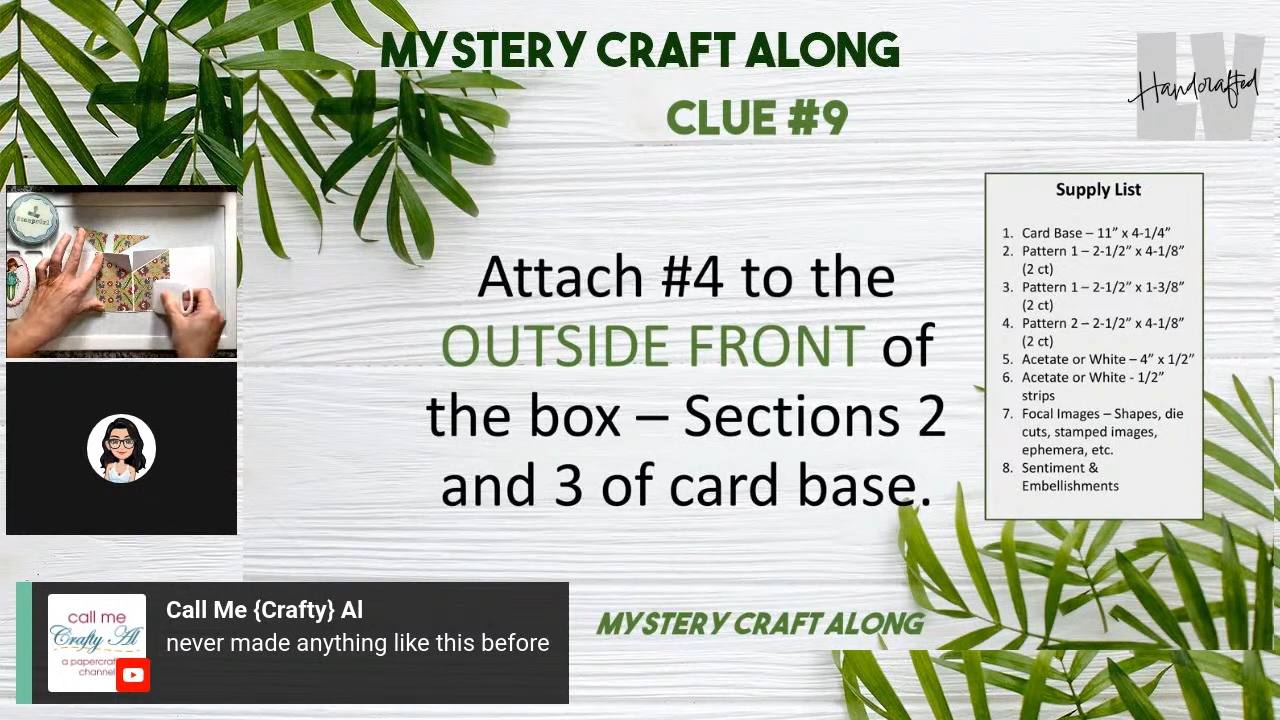 MYSTERY CRAFT ALONG
CLUE #9
Handcrafted
LV
Attach #4 to the
OUTSIDE FRONT of
the box – Sections 2
and 3 of card base.
Supply List
1. Card Base – 11” x 4-1/4”
2. Pattern 1 – 2-1/2” x 4-1/8”
(2 ct)
3. Pattern 1 – 2-1/2” x 1-3/8”
(2 ct)
4. Pattern 2 – 2-1/2” x 4-1/8”
(2 ct)
5. Acetate or White – 4” x 1/2”
6. Acetate or White - 1/2”
strips
7. Focal Images – Shapes, die
cuts, stamped images,
ephemera, etc.
8. Sentiment &
Embellishments
Call Me {Crafty} Al
never made anything like this before
call me
Crafty Al
a papercraft
channel
MYSTERY CRAFT ALONG